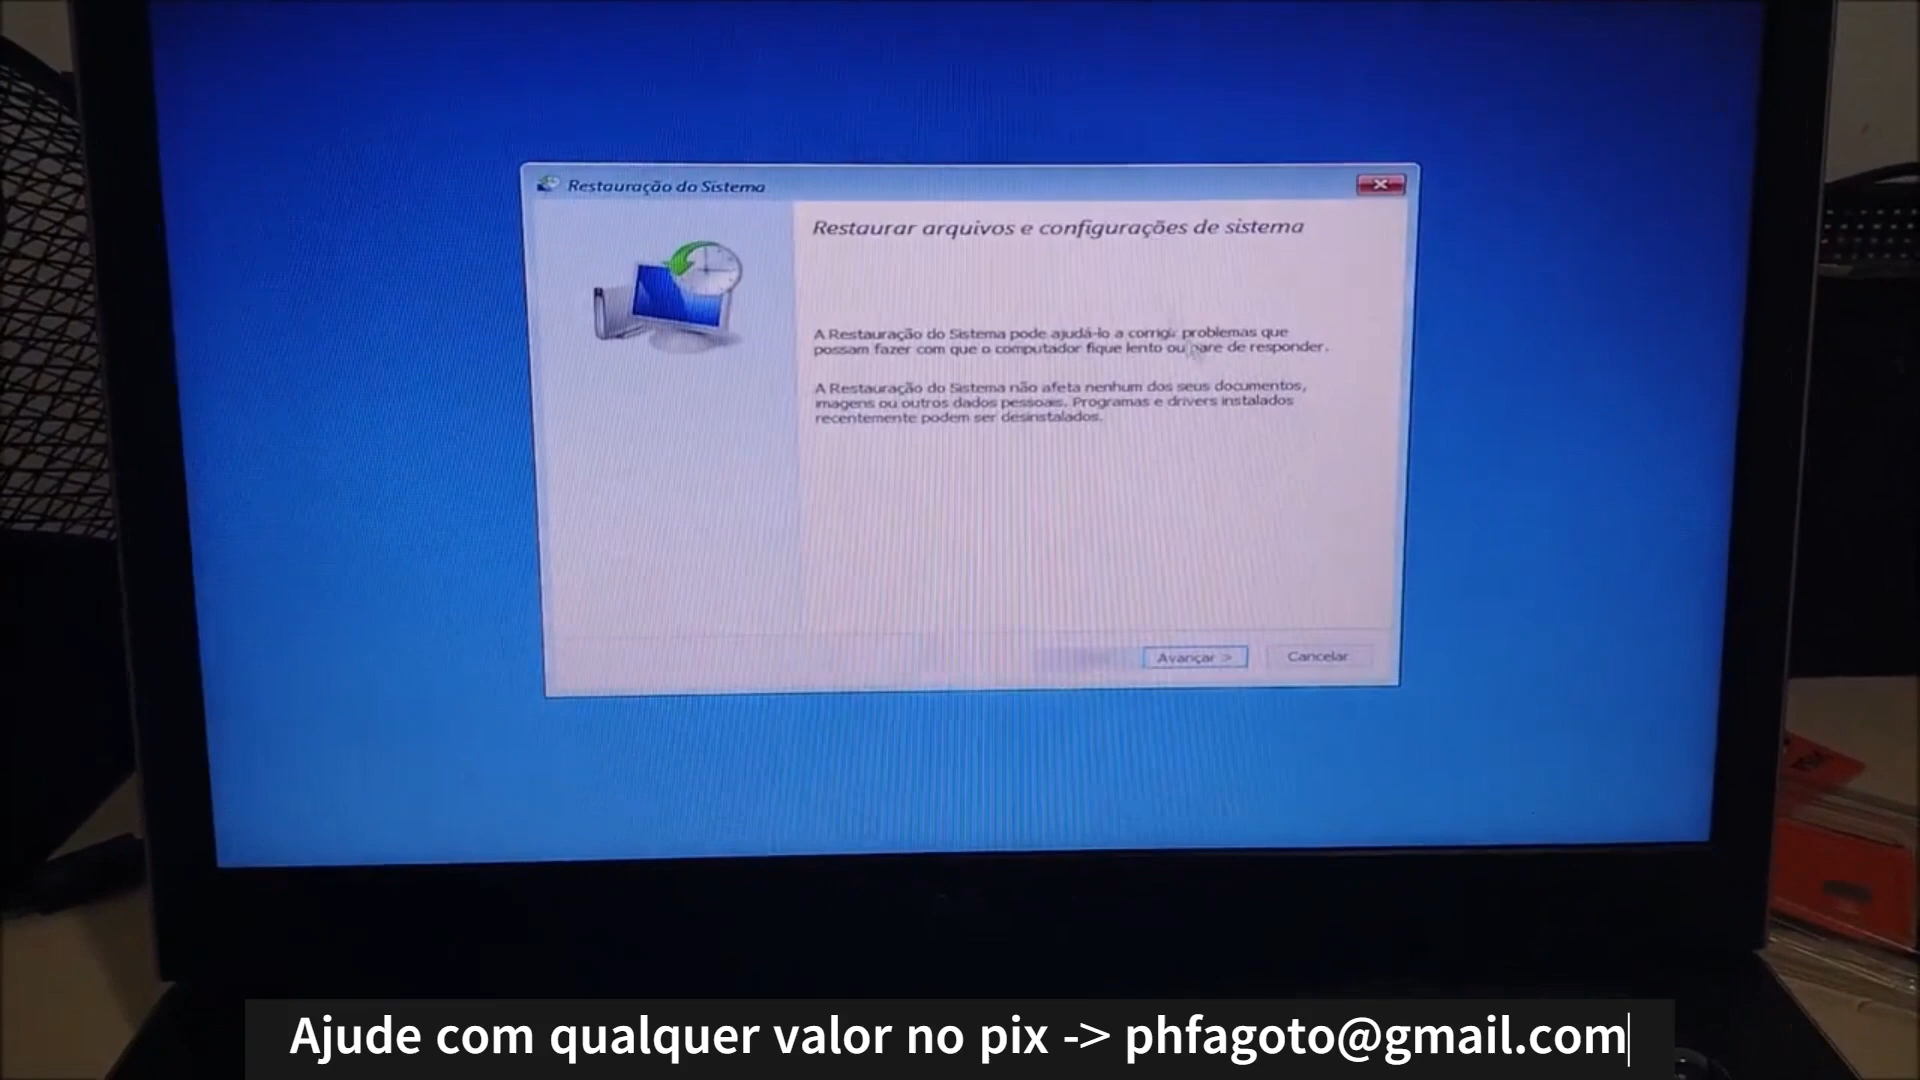 Restauração do Sistema
Restaurar arquivos e configurações de sistema
A Restauração do Sistema pode ajudá-lo a corrigir problemas que
possam fazer com que o computador fique lento ou pare de responder.
A Restauração do Sistema não afeta nenhum dos seus documentos,
imagens ou outros dados pessoais. Programas e drivers instalados
recentemente podem ser desinstalados.
Avançar >
Cancelar
Ajude com qualquer valor no pix -> phfagoto@gmail.com